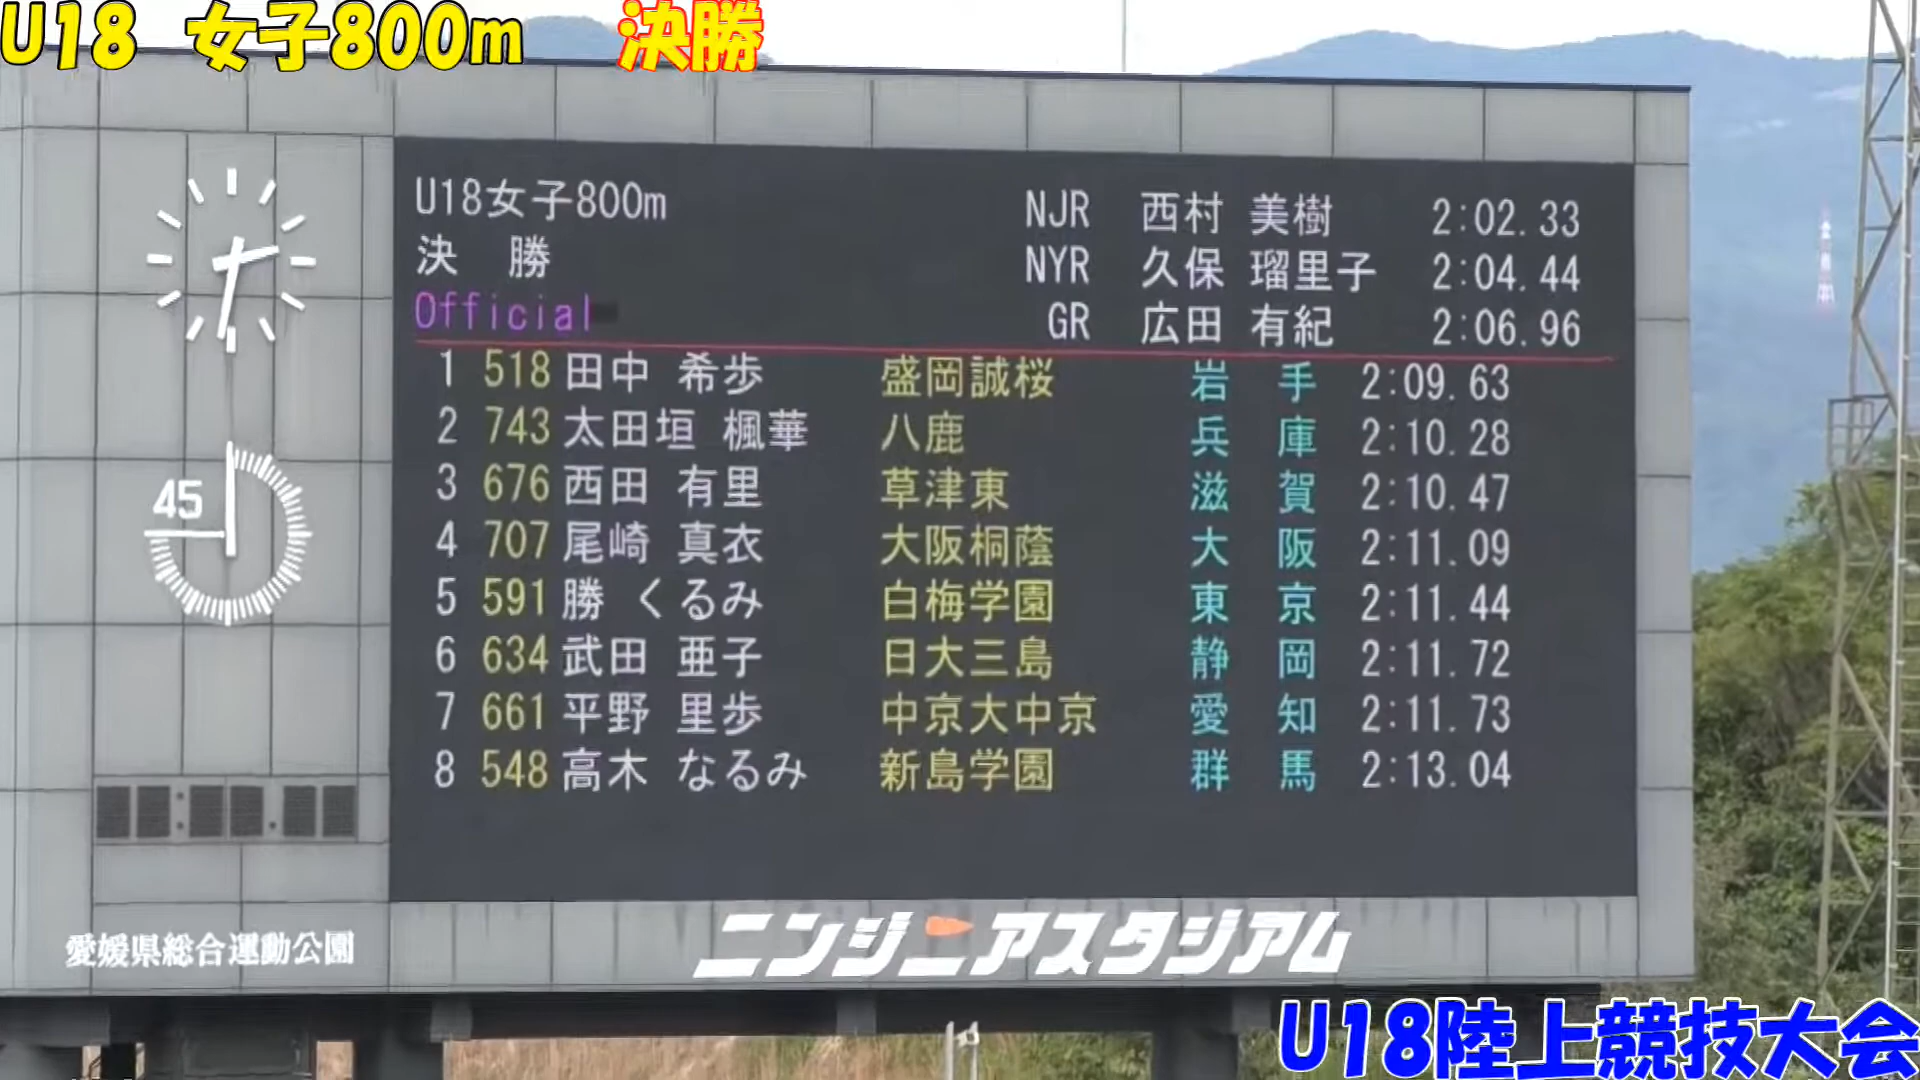 U18 女子800m 決勝
U18女子800m NJR 西村 美樹 2:02.33
決 勝 NYR 久保 瑠里子 2:04.44
Official GR 広田 有紀 2:06.96
1 518 田中 希歩 盛岡誠桜 岩 手 2:09.63
2 743 太田垣 楓華 八鹿 兵 庫 2:10.28
3 676 西田 有里 草津東 滋 賀 2:10.47
4 707 尾崎 真衣 大阪桐蔭 大 阪 2:11.09
5 591 勝 くるみ 白梅学園 東 京 2:11.44
6 634 武田 亜子 日大三島 静 岡 2:11.72
7 661 平野 里歩 中京大中京 愛 知 2:11.73
8 548 高木 なるみ 新島学園 群 馬 2:13.04
45
愛媛県総合運動公園
ニンジニアスタジアム
U18陸上競技大会